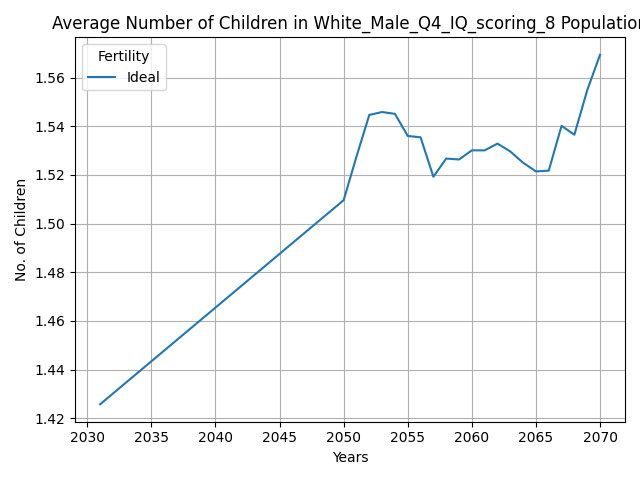 Average Number of Children in White_Male_Q4_IQ_scoring_8 Population
Fertility
Ideal
1.56
1.54
1.52
1.50
1.48
1.46
1.44
1.42
No. of Children
2030 2035 2040 2045 2050 2055 2060 2065 2070
Years